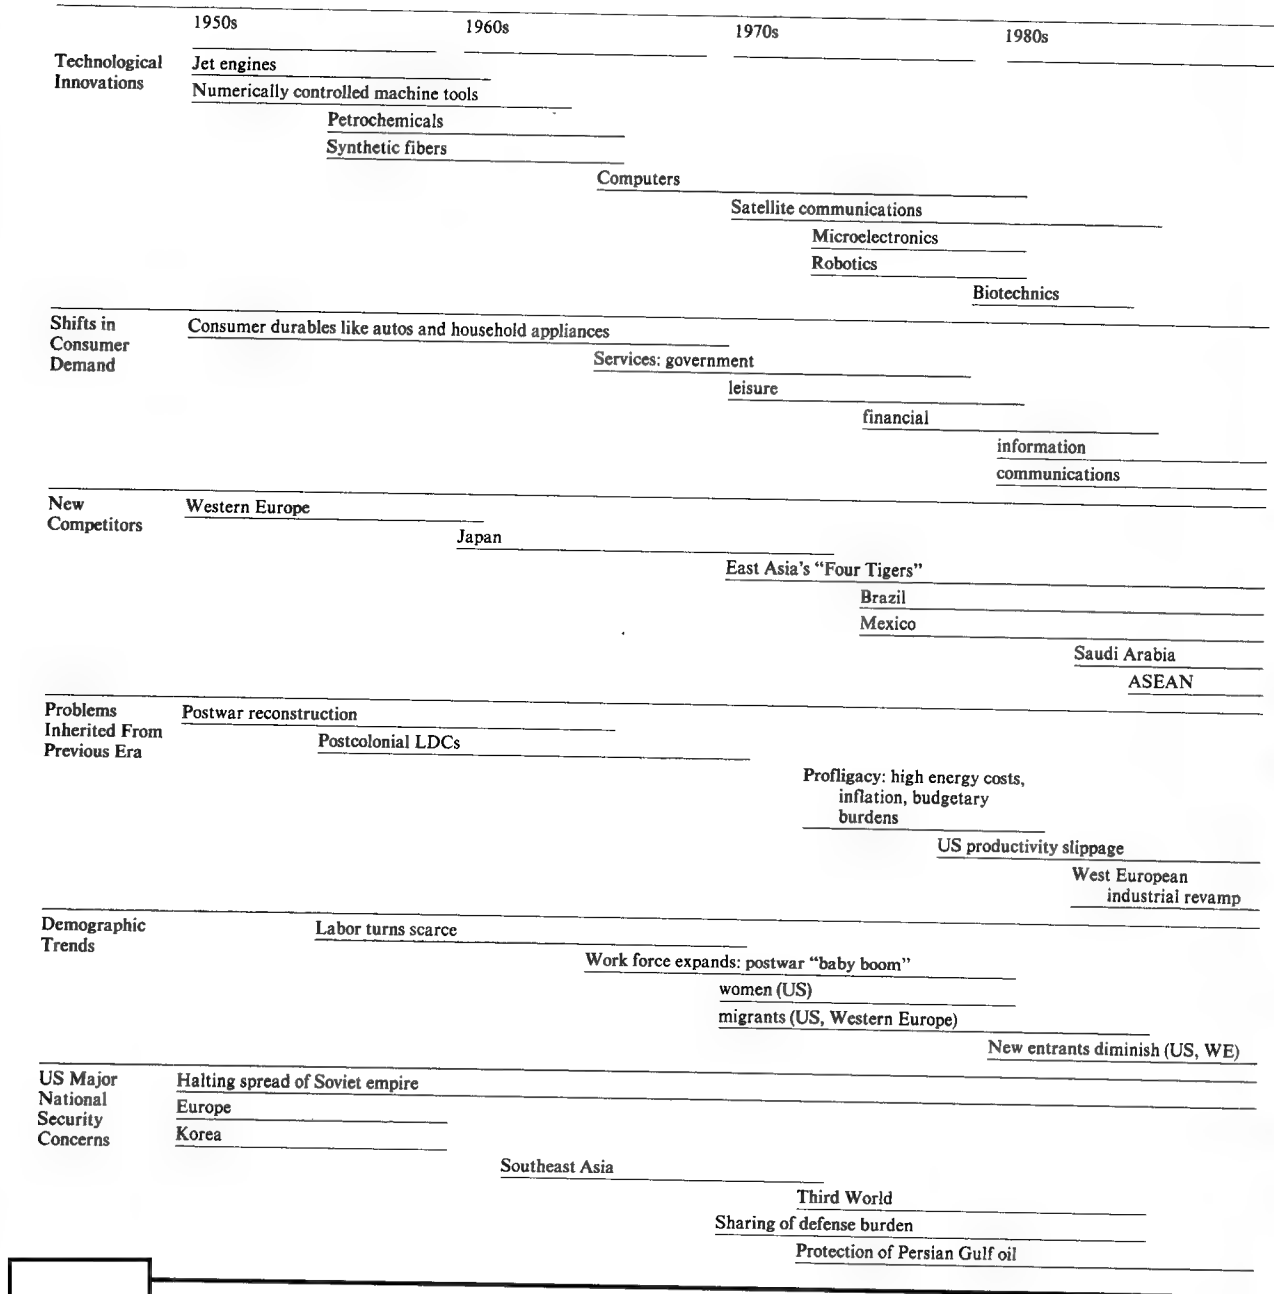 1950s 1960s 1970s 1980s
Technological Innovations
Jet engines
Numerically controlled machine tools
Petrochemicals
Synthetic fibers
Computers
Satellite communications
Microelectronics
Robotics
Biotechnics
Shifts in Consumer Demand
Consumer durables like autos and household appliances
Services: government
leisure
financial
information
communications
New Competitors
Western Europe
Japan
East Asia's “Four Tigers”
Brazil
Mexico
Saudi Arabia
ASEAN
Problems Inherited From Previous Era
Postwar reconstruction
Postcolonial LDCs
Profligacy: high energy costs,
inflation, budgetary
burdens
US productivity slippage
West European
industrial revamp
Demographic Trends
Labor turns scarce
Work force expands: postwar “baby boom”
women (US)
migrants (US, Western Europe)
New entrants diminish (US, WE)
US Major National Security Concerns
Halting spread of Soviet empire
Europe
Korea
Southeast Asia
Third World
Sharing of defense burden
Protection of Persian Gulf oil